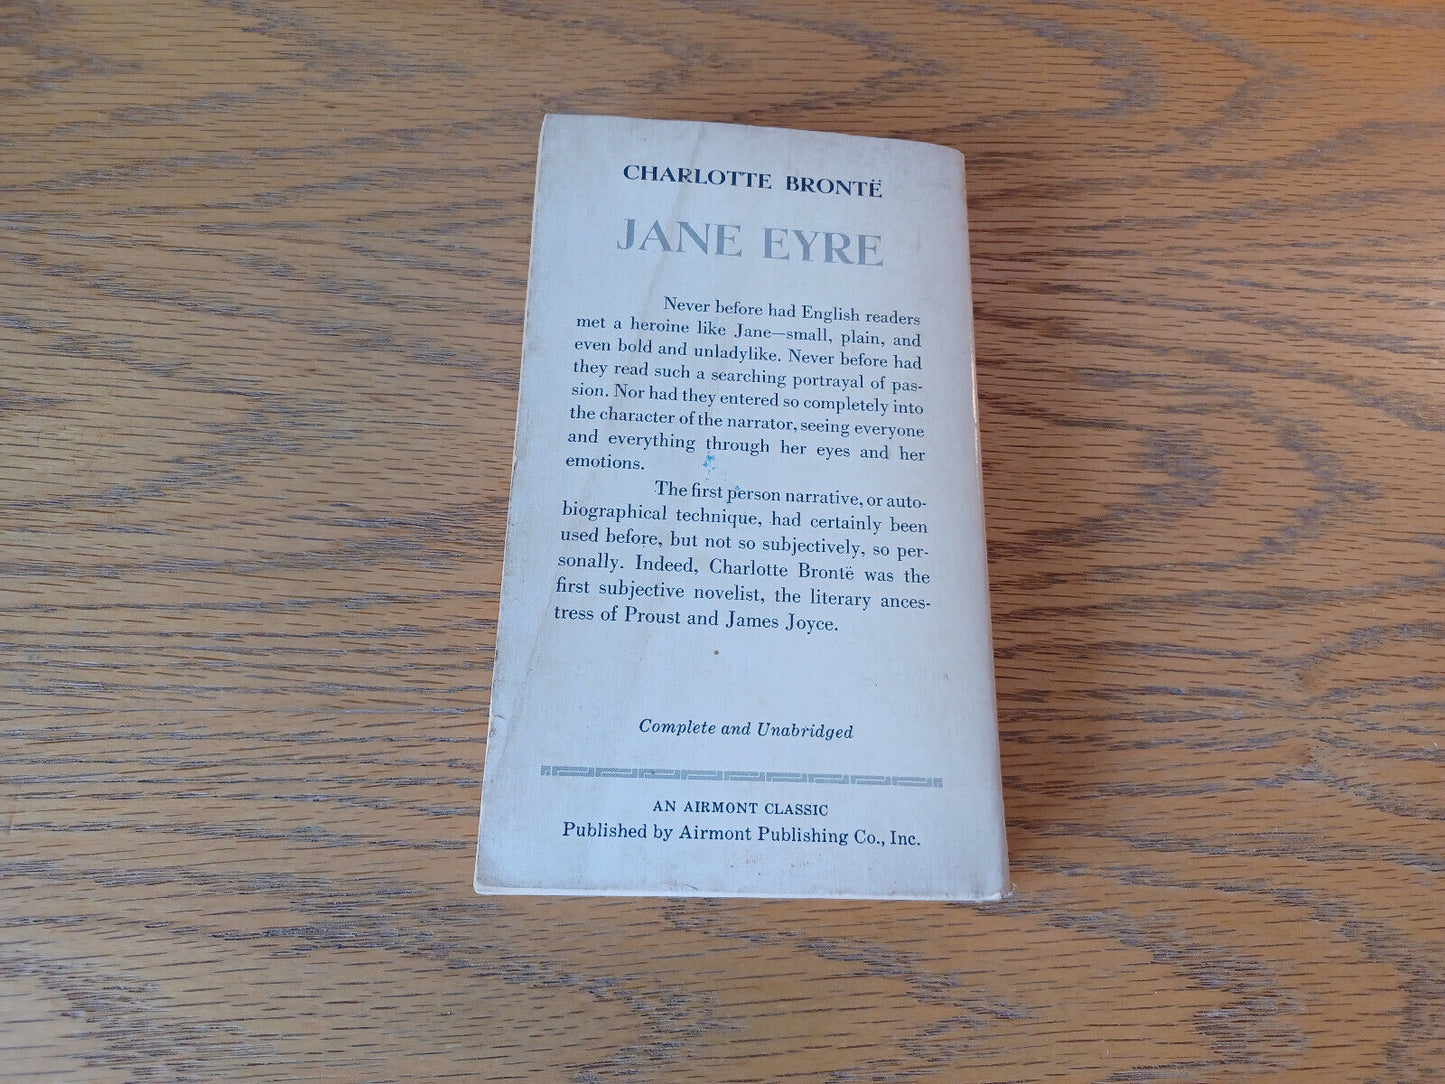 CHARLOTTE BRONTË
JANE EYRE
Never before had English readers
met a heroine like Jane—small, plain, and
even bold and unladylike. Never before had
they read such a searching portrayal of pas-
sion. Nor had they entered so completely into
the character of the narrator, seeing everyone
and everything through her eyes and her
emotions.
The first person narrative, or auto-
biographical technique, had certainly been
used before, but not so subjectively, so per-
sonally. Indeed, Charlotte Brontë was the
first subjective novelist, the literary ances-
tress of Proust and James Joyce.
Complete and Unabridged
AN AIRMONT CLASSIC
Published by Airmont Publishing Co., Inc.